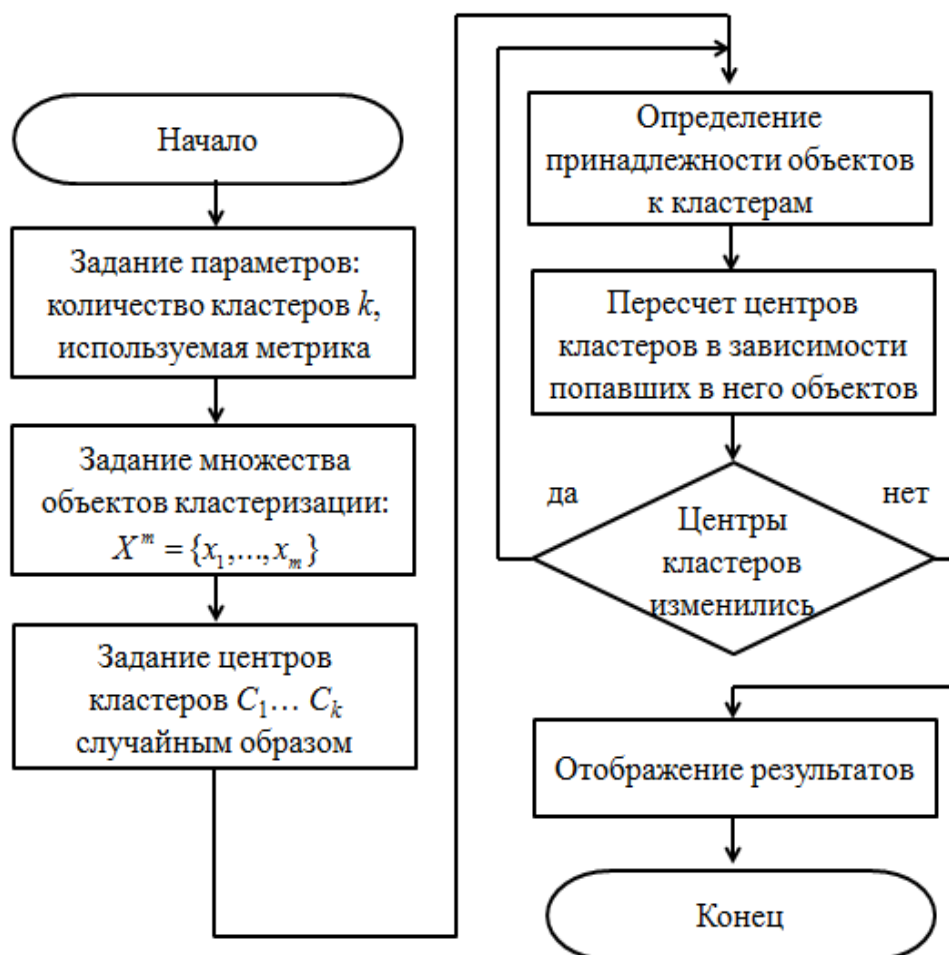 Начало
Задание параметров:
количество кластеров k,
используемая метрика
Задание множества
объектов кластеризации:
X^m = {x_1,...,x_m}
Задание центров
кластеров C_1… C_k
случайным образом
Определение
принадлежности объектов
к кластерам
Пересчет центров
кластеров в зависимости
попавших в него объектов
да
нет
Центры
кластеров
изменились
Отображение результатов
Конец